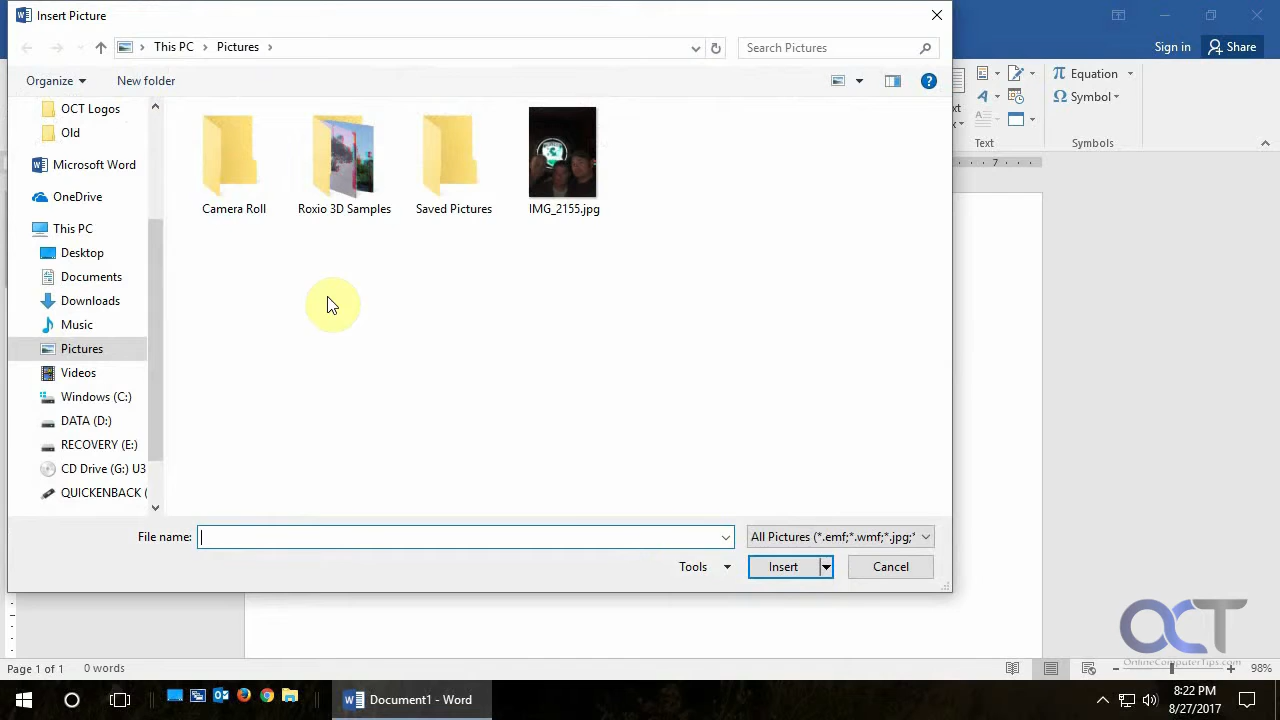 Insert Picture
This PC > Pictures >
Search Pictures
Sign in
Share
Organize
New folder
Equation
Symbol
Text
Symbols
7
OCT Logos
Old
Microsoft Word
OneDrive
This PC
Desktop
Documents
Downloads
Music
Pictures
Videos
Windows (C:)
DATA (D:)
RECOVERY (E:)
CD Drive (G:) U3
QUICKENBACK (
Camera Roll
Roxio 3D Samples
Saved Pictures
IMG_2155.jpg
File name:
All Pictures (*.emf;*.wmf;*.jpg;*
Tools
Insert
Cancel
OCT
OnlineComputerTips.com
Page 1 of 1
0 words
98%
Document1 - Word
8:22 PM
8/27/2017